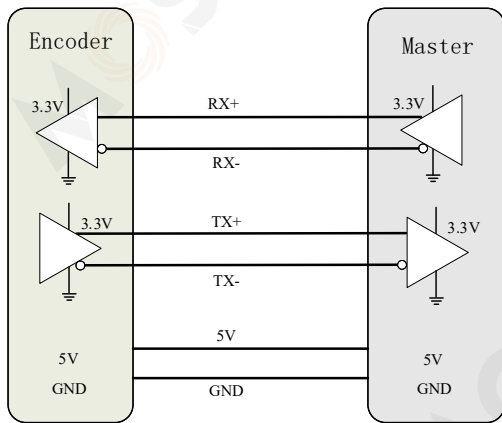 Encoder
Master
3.3V
RX+
3.3V
RX-
3.3V
TX+
3.3V
TX-
5V
5V
5V
GND
GND
GND